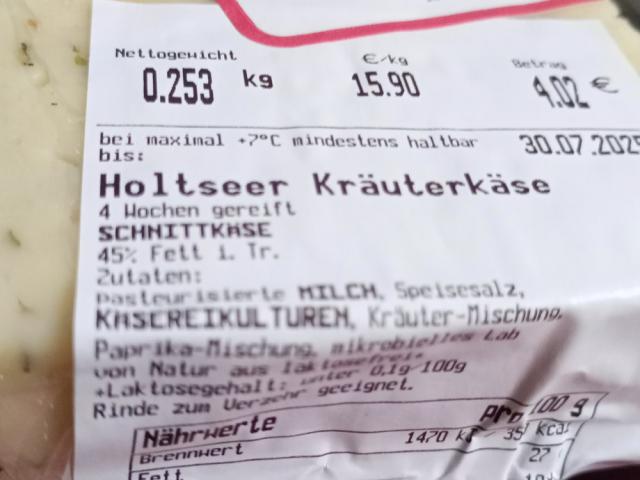 Nettogewicht €/kg Betrag
0.253 kg 15.90 4.02 €
bei maximal +7°C mindestens haltbar 30.07.2025
bis:
Holtseer Kräuterkäse
4 Wochen gereift
SCHNITTKÄSE
45% Fett i. Tr.
Zutaten:
pasteurisierte MILCH, Speisesalz,
KÄSEREIKULTUREN, Kräuter-Mischung,
Paprika-Mischung, mikrobielles Lab
von Natur aus laktosefrei+
+Laktosegehalt: unter 0,1g/100g
Rinde zum Verzehr geeignet.
Nährwerte pro 100 g
Brennwert 1470 kJ / kcal
Fett